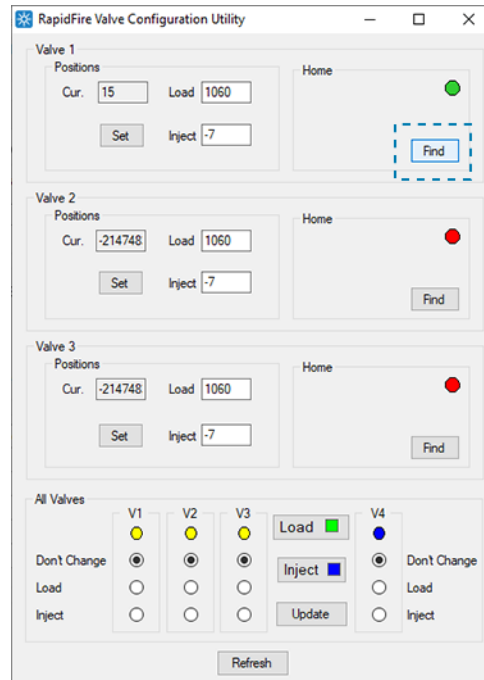 RapidFire Valve Configuration Utility
Valve 1
Positions
Home
Cur. 15 Load 1060
Set Inject -7
Find
Valve 2
Positions
Home
Cur. -214748 Load 1060
Set Inject -7
Find
Valve 3
Positions
Home
Cur. -214748 Load 1060
Set Inject -7
Find
All Valves
V1 V2 V3 V4
Load
Don't Change Don't Change
Inject
Load Load
Inject Update Inject
Refresh